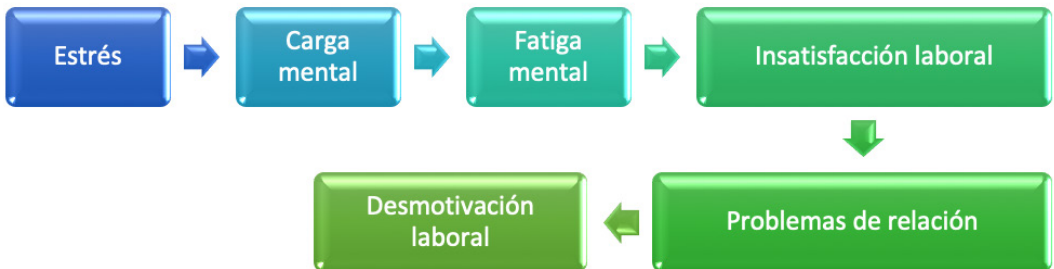 Estrés
Carga
mental
Fatiga
mental
Insatisfacción laboral
Problemas de relación
Desmotivación
laboral